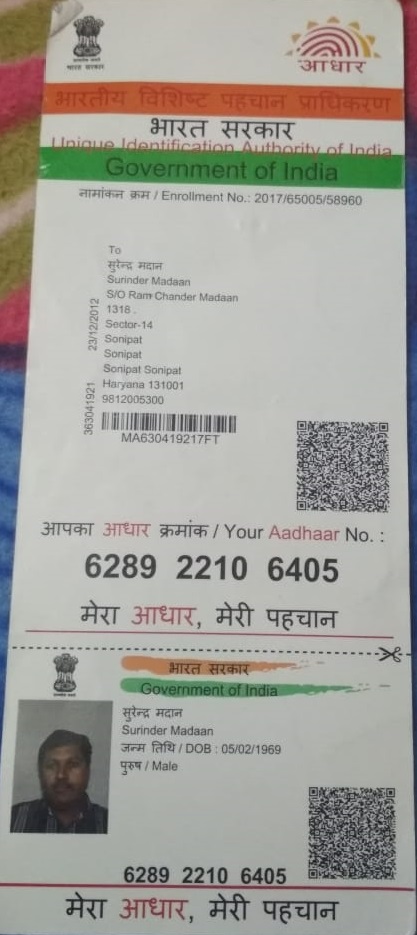 भारत सरकार
आधार
भारतीय विशिष्ट पहचान प्राधिकरण
भारत सरकार
Unique Identification Authority of India
Government of India
नामांकन क्रम / Enrollment No.: 2017/65005/58960
To
सुरेन्द्र मदान
Surinder Madaan
S/O Ram Chander Madaan
1318 .
Sector-14
Sonipat
Sonipat
Sonipat Sonipat
Haryana 131001
9812005300
23/12/2012
363041921
MA630419217FT
आपका आधार क्रमांक / Your Aadhaar No. :
6289 2210 6405
मेरा आधार, मेरी पहचान
भारत सरकार
Government of India
सुरेन्द्र मदान
Surinder Madaan
जन्म तिथि / DOB : 05/02/1969
पुरुष / Male
6289 2210 6405
मेरा आधार, मेरी पहचान